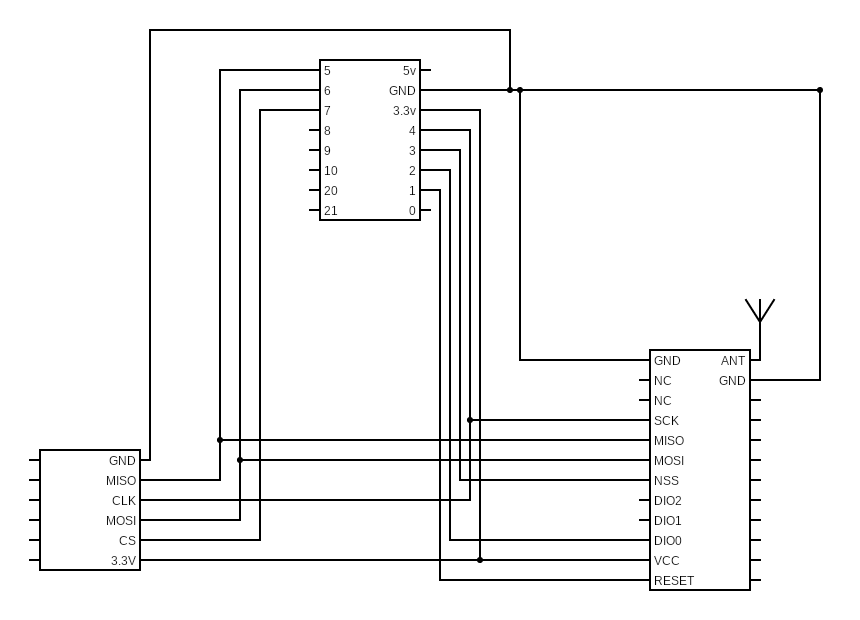 5 5v
6 GND
7 3.3v
8 4
9 3
10 2
20 1
21 0
GND ANT
NC GND
NC
SCK
MISO
MOSI
NSS
DIO2
DIO1
DIO0
VCC
RESET
GND
MISO
CLK
MOSI
CS
3.3V